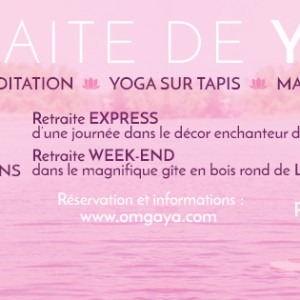 AITE DE Y
DITATION YOGA SUR TAPIS MA
Retraite EXPRESS
d'une journée dans le décor enchanteur d
Retraite WEEK-END
NS dans le magnifique gîte en bois rond de L
Réservation et informations :
www.omgaya.com